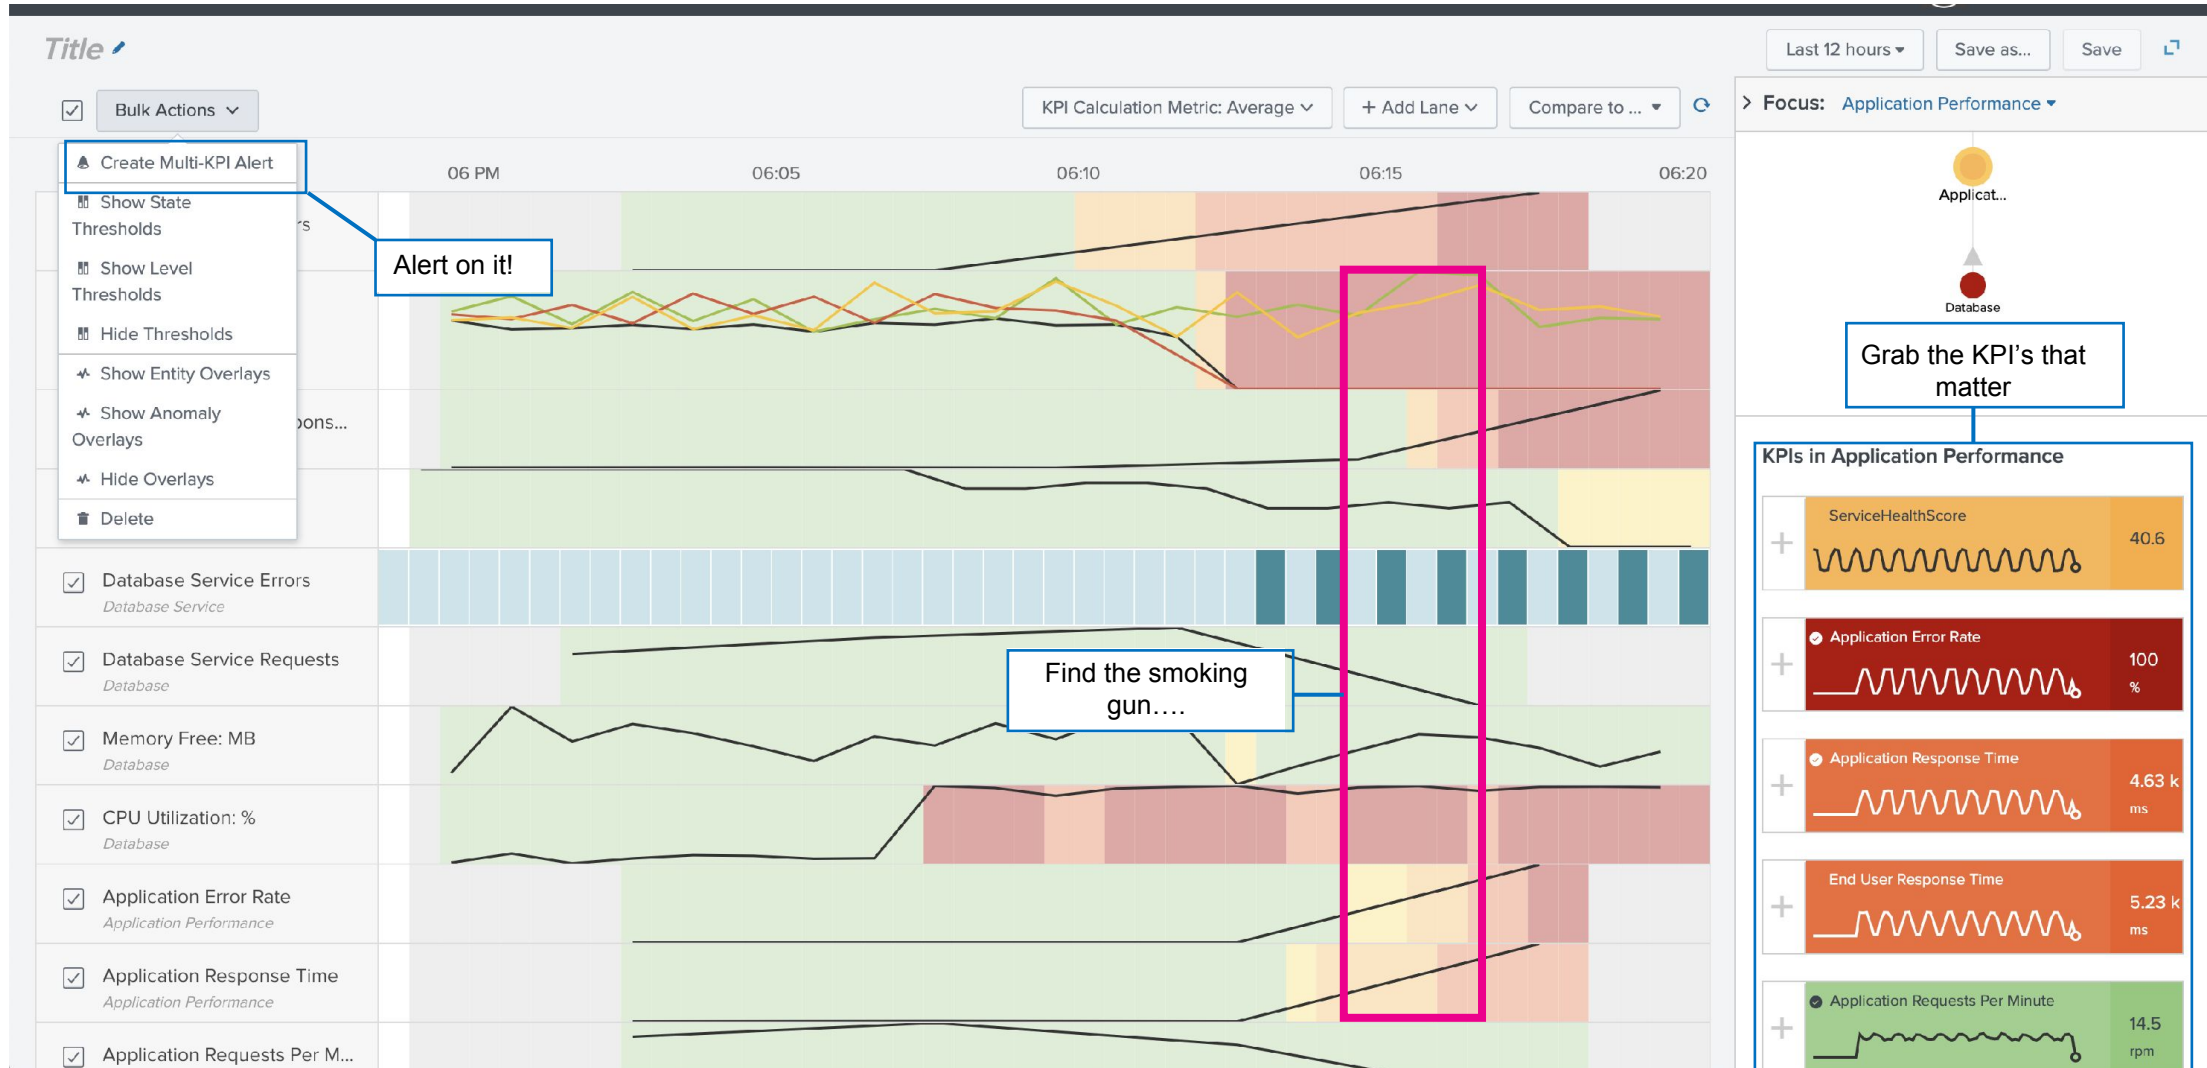 Title
Last 12 hours
Save as...
Save
Bulk Actions
KPI Calculation Metric: Average
+ Add Lane
Compare to ...
Focus: Application Performance
Create Multi-KPI Alert
Show State
Thresholds
Show Level
Thresholds
Hide Thresholds
Show Entity Overlays
Show Anomaly
Overlays
Hide Overlays
Delete
06 PM
06:05
06:10
06:15
06:20
Alert on it!
pons...
Applicat...
Database
Grab the KPI's that
matter
Database Service Errors
Database Service
Database Service Requests
Database
Find the smoking
gun....
Memory Free: MB
Database
CPU Utilization: %
Database
Application Error Rate
Application Performance
Application Response Time
Application Performance
Application Requests Per M...
KPIs in Application Performance
ServiceHealthScore
40.6
Application Error Rate
100
%
Application Response Time
4.63 k
ms
End User Response Time
5.23 k
ms
Application Requests Per Minute
14.5
rpm